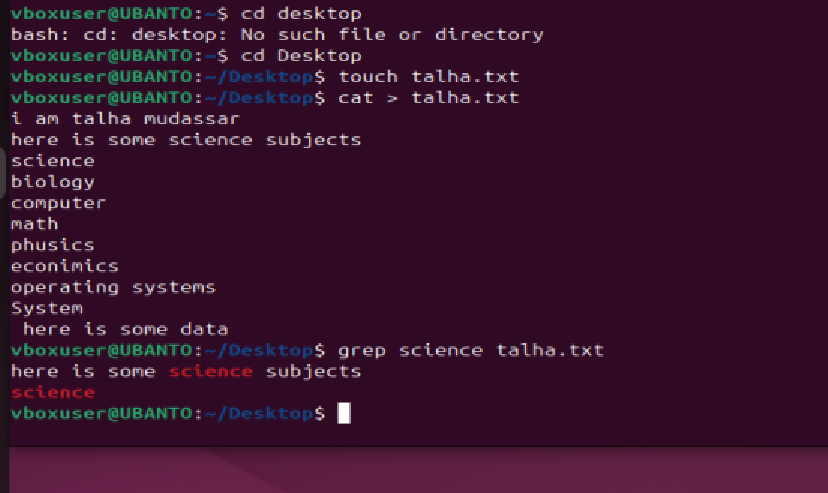 vboxuser@UBANTO:~$ cd desktop
bash: cd: desktop: No such file or directory
vboxuser@UBANTO:~$ cd Desktop
vboxuser@UBANTO:~/Desktop$ touch talha.txt
vboxuser@UBANTO:~/Desktop$ cat > talha.txt
i am talha mudassar
here is some science subjects
science
biology
computer
math
phusics
econimics
operating systems
System
 here is some data
vboxuser@UBANTO:~/Desktop$ grep science talha.txt
here is some science subjects
science
vboxuser@UBANTO:~/Desktop$